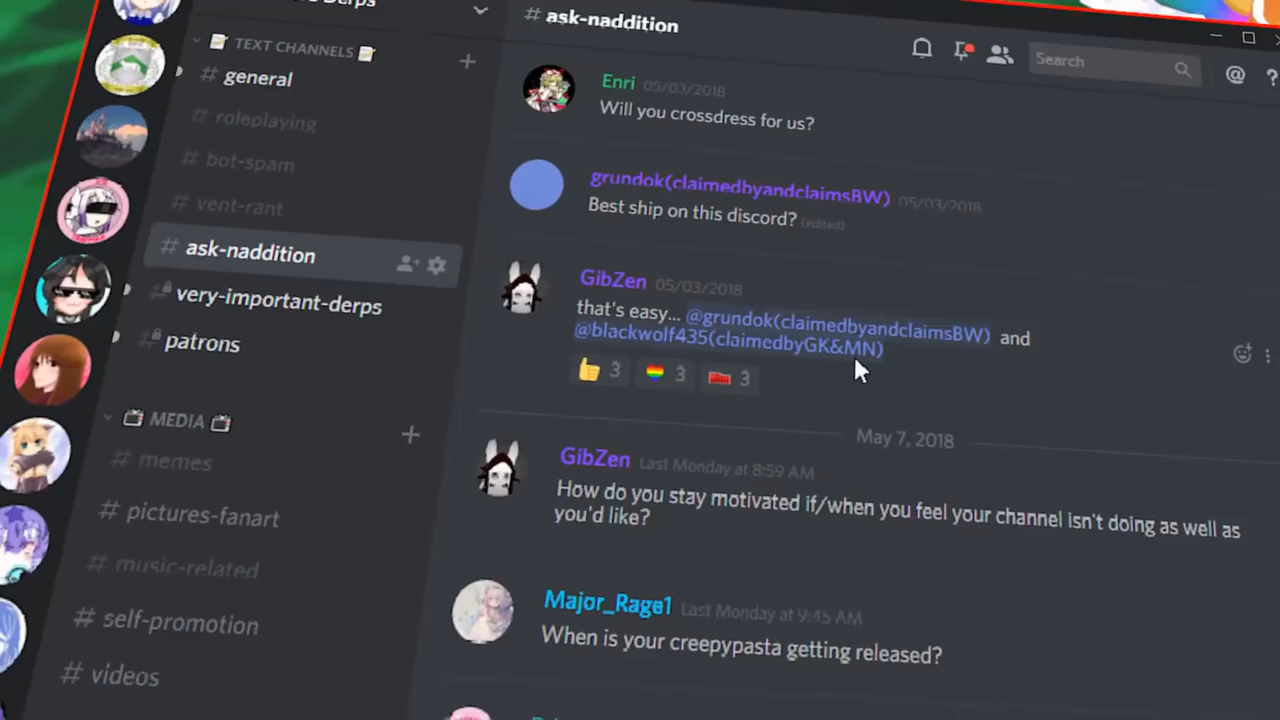 Derps
TEXT CHANNELS
# general
# roleplaying
# bot-spam
# vent-rant
# ask-naddition
# very-important-derps
# patrons
MEDIA
# memes
# pictures-fanart
# music-related
# self-promotion
# videos
# ask-naddition
Search
Enri 05/03/2018
Will you crossdress for us?
grundok(claimedbyandclaimsBW) 05/03/2018
Best ship on this discord? (edited)
GibZen 05/03/2018
that's easy... @grundok(claimedbyandclaimsBW) and
@blackwolf435(claimedbyGK&MN)
3 3 3
May 7, 2018
GibZen Last Monday at 8:59 AM
How do you stay motivated if/when you feel your channel isn't doing as well as
you'd like?
Major_Rage1 Last Monday at 9:45 AM
When is your creepypasta getting released?